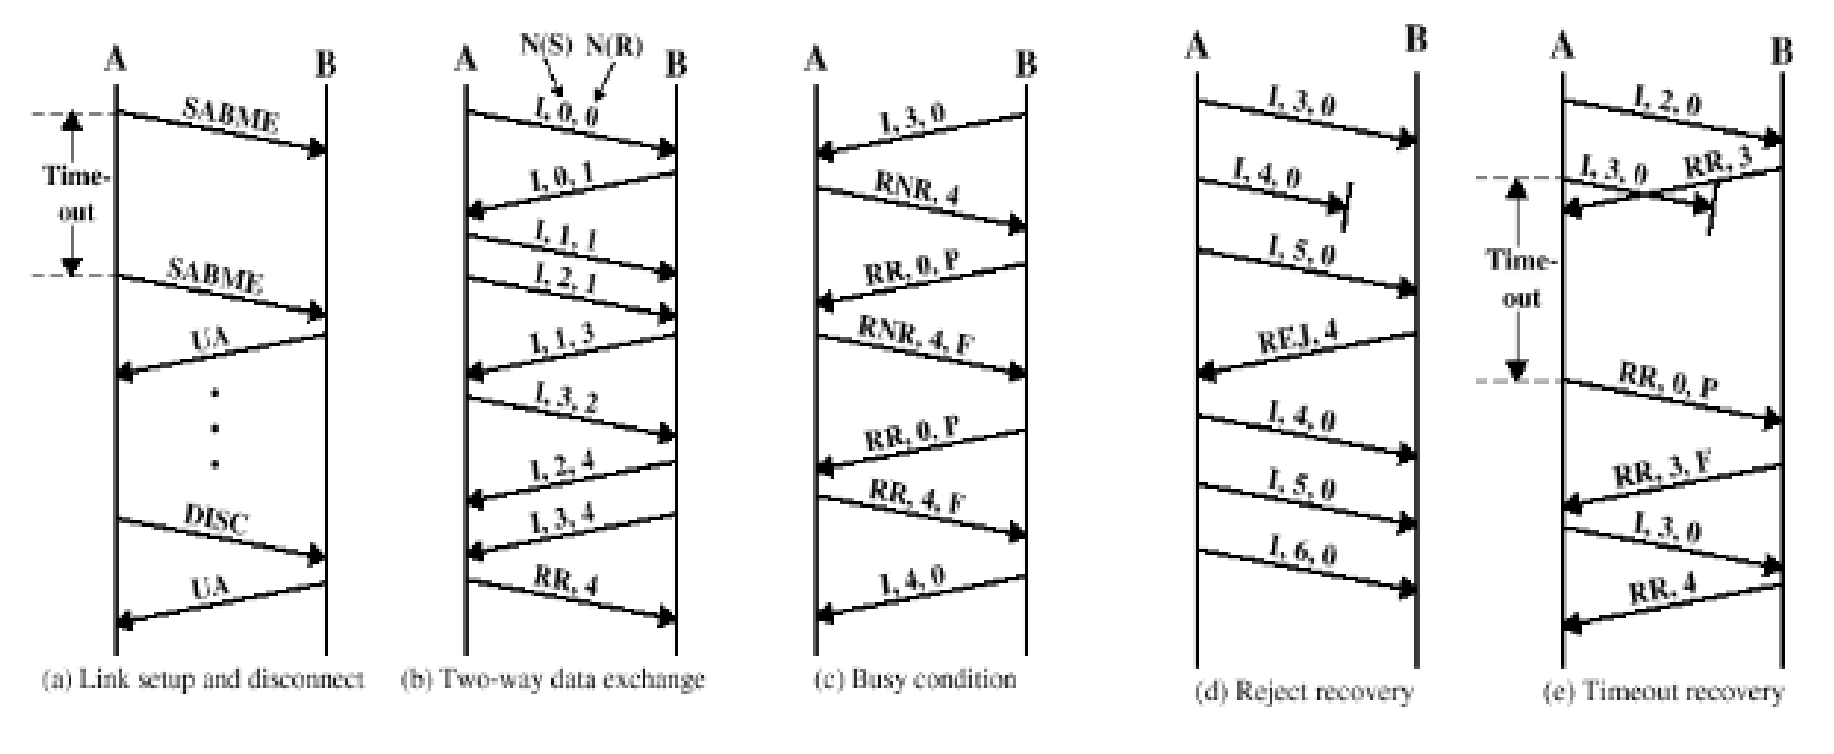 A
B
SABME
Time-
out
SABME
UA
DISC
UA
(a) Link setup and disconnect
N(S) N(R)
A
B
I, 0, 0
I, 0, 1
I, 1, 1
I, 2, 1
I, 1, 3
I, 3, 2
I, 2, 4
I, 3, 4
RR, 4
(b) Two-way data exchange
A
B
I, 3, 0
RNR, 4
RR, 0, P
RNR, 4, F
RR, 0, P
RR, 4, F
I, 4, 0
(c) Busy condition
A
B
I, 3, 0
I, 4, 0
I, 5, 0
REJ, 4
I, 4, 0
I, 5, 0
I, 6, 0
(d) Reject recovery
A
B
I, 2, 0
RR, 3
I, 3, 0
Time-
out
RR, 0, P
RR, 3, F
I, 3, 0
RR, 4
(e) Timeout recovery